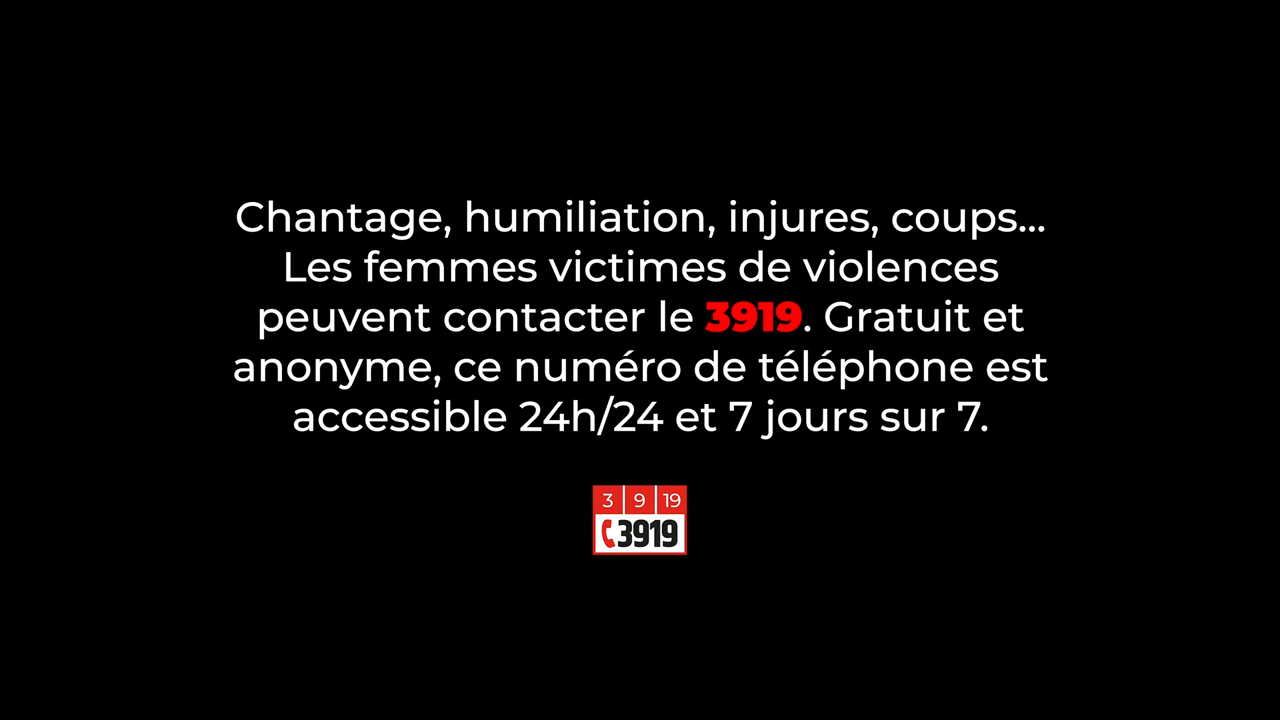 Chantage, humiliation, injures, coups...
Les femmes victimes de violences
peuvent contacter le 3919. Gratuit et
anonyme, ce numéro de téléphone est
accessible 24h/24 et 7 jours sur 7.
3 9 19
3919